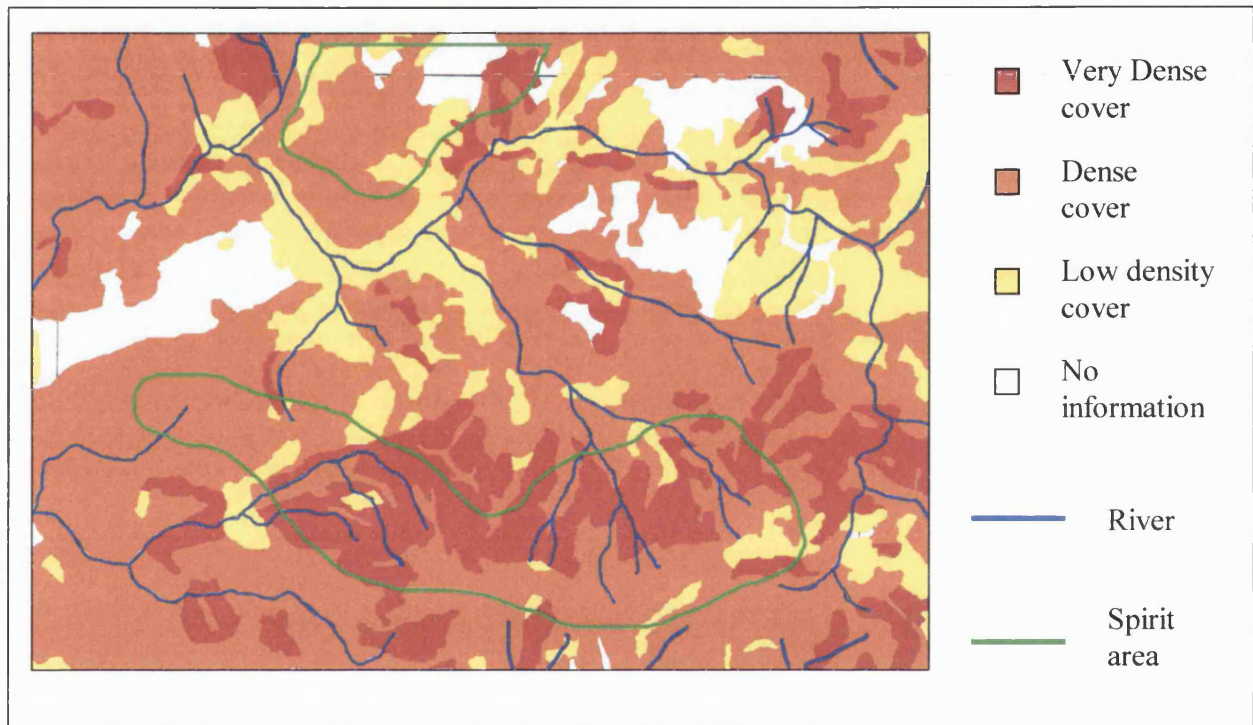 Very Dense
cover
Dense
cover
Low density
cover
No
information
River
Spirit
area